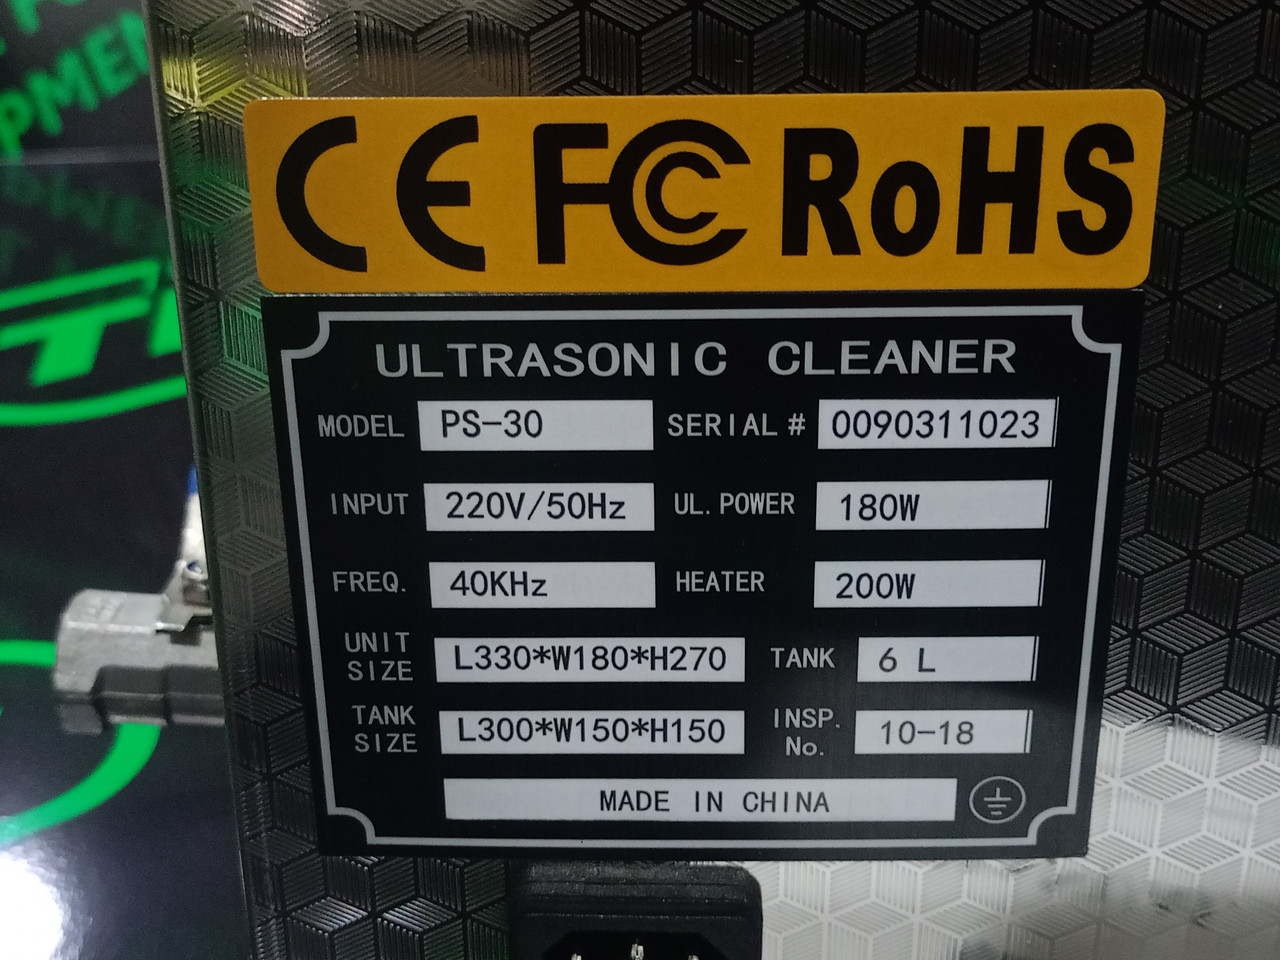 CE FCC RoHS
ULTRASONIC CLEANER
MODEL PS-30 SERIAL # 0090311023
INPUT 220V/50Hz UL. POWER 180W
FREQ. 40KHz HEATER 200W
UNIT SIZE L330*W180*H270 TANK 6 L
TANK SIZE L300*W150*H150 INSP. No. 10-18
MADE IN CHINA